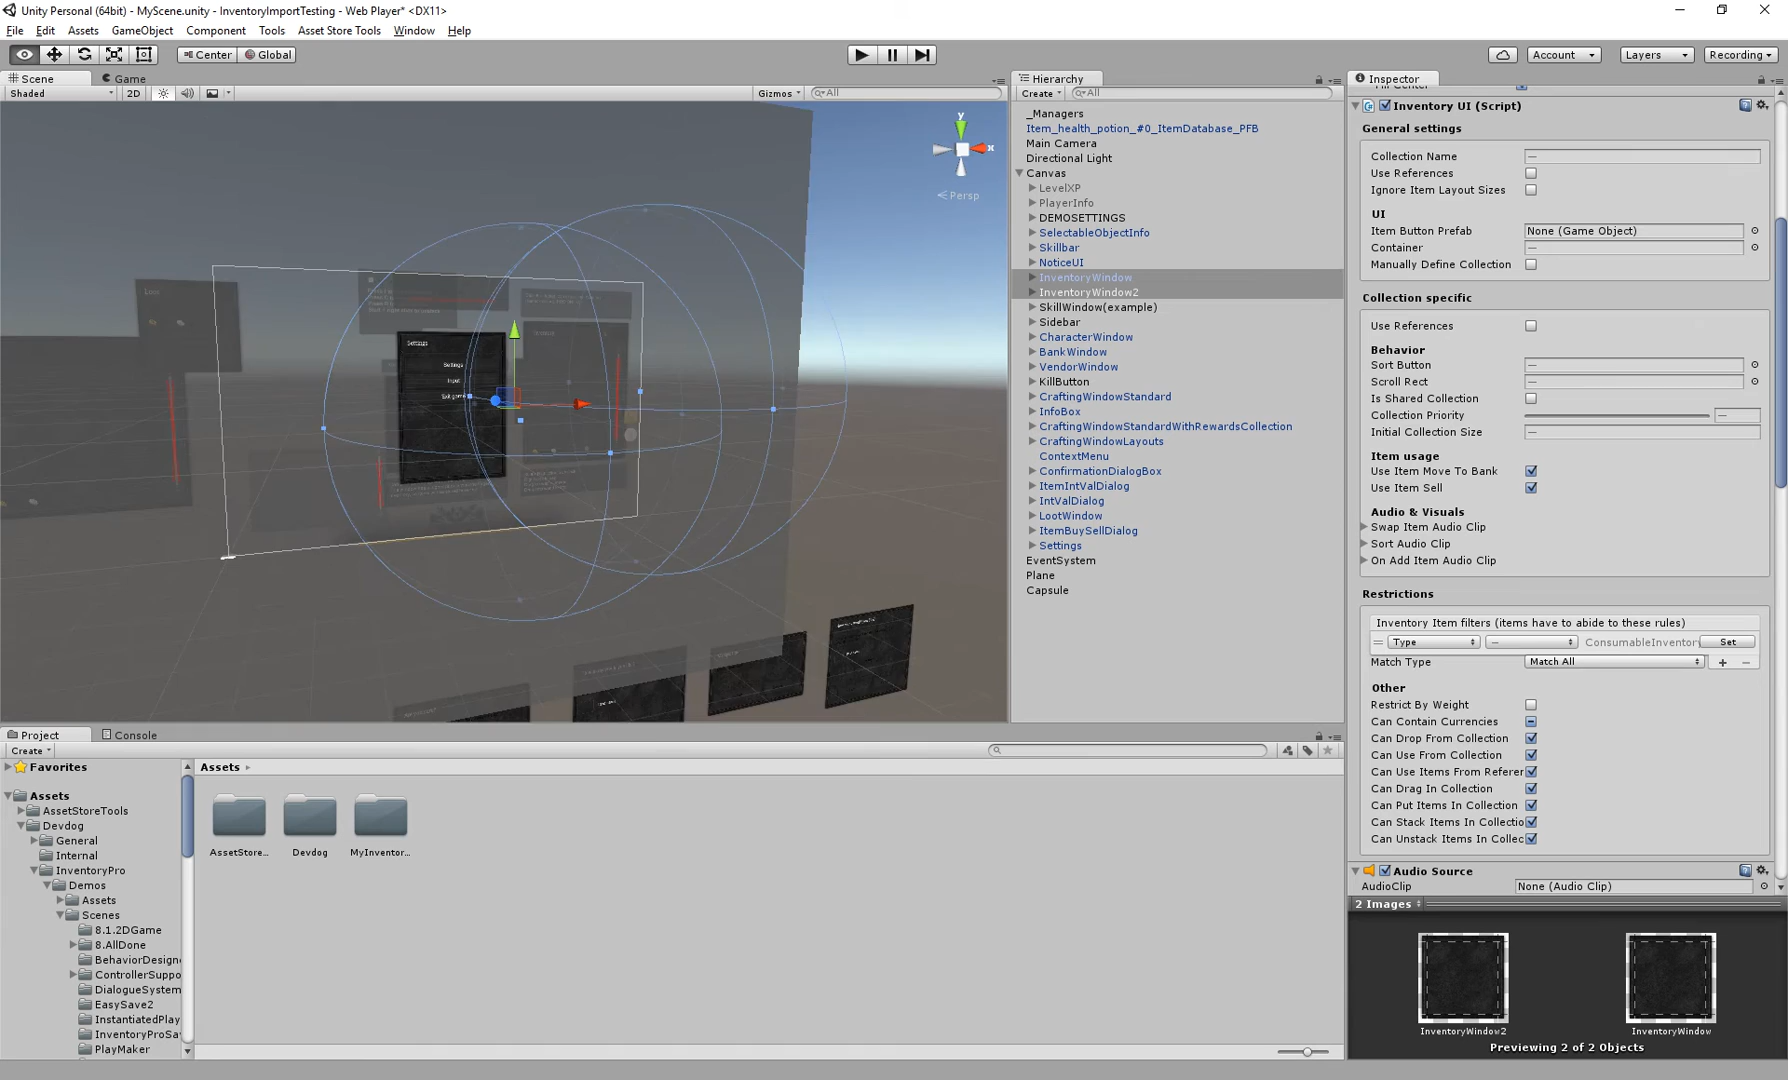 Unity Personal (64bit) - MyScene.unity - InventoryImportTesting - Web Player* <DX11>
File Edit Assets GameObject Component Tools Asset Store Tools Window Help
Center Global Account Layers Recording
Scene Game
Shaded 2D Gizmos All
y
x
Persp
Settings
Settings
Input
Exit game
Hierarchy
Create All
_Managers
Item_health_potion_#0_ItemDatabase_PFB
Main Camera
Directional Light
Canvas
LevelXP
PlayerInfo
DEMOSETTINGS
SelectableObjectInfo
Skillbar
NoticeUI
InventoryWindow
InventoryWindow2
SkillWindow(example)
Sidebar
CharacterWindow
BankWindow
VendorWindow
KillButton
CraftingWindowStandard
InfoBox
CraftingWindowStandardWithRewardsCollection
CraftingWindowLayouts
ContextMenu
ConfirmationDialogBox
ItemIntValDialog
IntValDialog
LootWindow
ItemBuySellDialog
Settings
EventSystem
Plane
Capsule
Inspector
Inventory UI (Script)
General settings
Collection Name —
Use References
Ignore Item Layout Sizes
UI
Item Button Prefab None (Game Object)
Container —
Manually Define Collection
Collection specific
Use References
Behavior
Sort Button —
Scroll Rect —
Is Shared Collection
Collection Priority —
Initial Collection Size —
Item usage
Use Item Move To Bank
Use Item Sell
Audio & Visuals
Swap Item Audio Clip
Sort Audio Clip
On Add Item Audio Clip
Restrictions
Inventory Item filters (items have to abide to these rules)
Type — ConsumableInventory Set
Match Type Match All + −
Other
Restrict By Weight
Can Contain Currencies
Can Drop From Collection
Can Use From Collection
Can Use Items From Referer
Can Drag In Collection
Can Put Items In Collection
Can Stack Items In Collectio
Can Unstack Items In Collec
Audio Source
AudioClip None (Audio Clip)
2 Images
InventoryWindow2 InventoryWindow
Previewing 2 of 2 Objects
Project Console
Create
Favorites
Assets
AssetStoreTools
Devdog
General
Internal
InventoryPro
Demos
Assets
Scenes
8.1.2DGame
8.AllDone
BehaviorDesign
ControllerSuppo
DialogueSystem
EasySave2
InstantiatedPlay
InventoryProSa
PlayMaker
Assets
AssetStore... Devdog MyInventor...